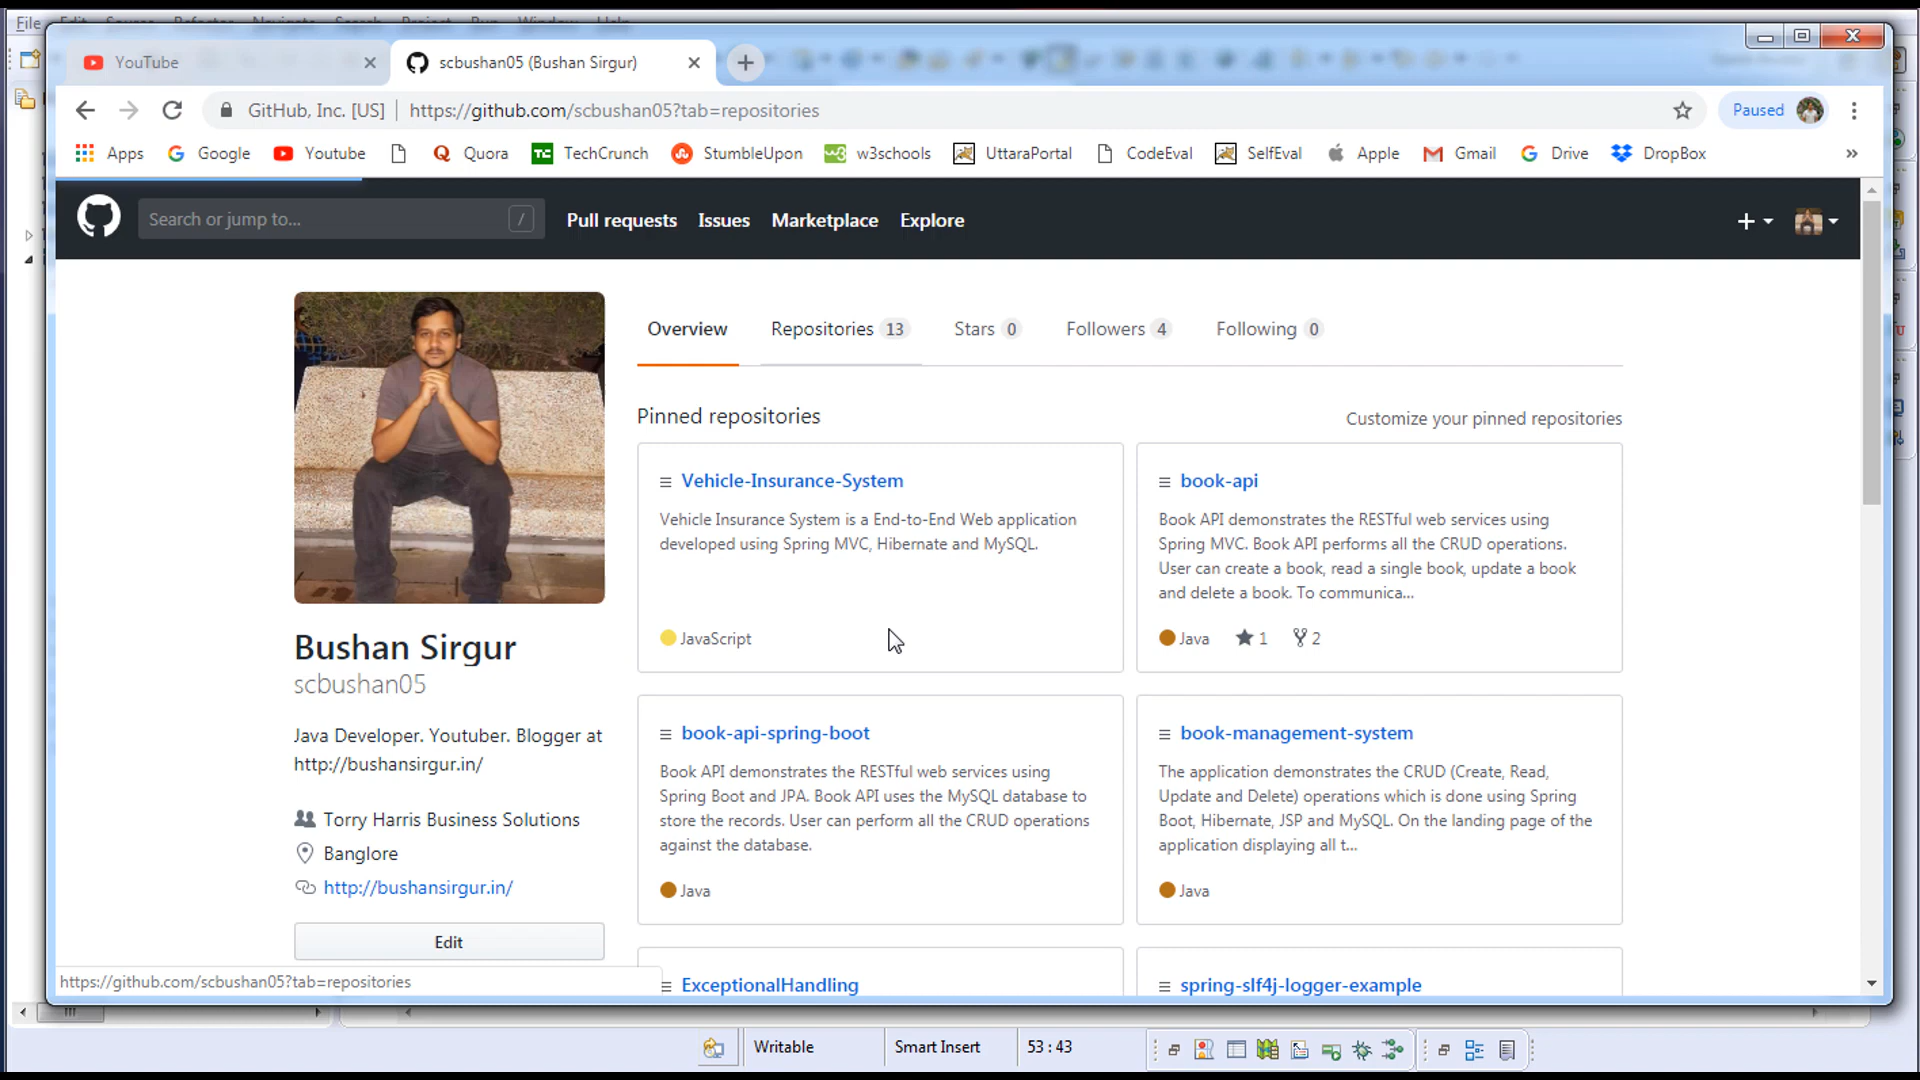 File Edit Source Refactor Navigate Search Project Run Window Help
YouTube
scbushan05 (Bushan Sirgur)
GitHub, Inc. [US] | https://github.com/scbushan05?tab=repositories
Paused
Apps Google Youtube Quora TechCrunch StumbleUpon w3schools UttaraPortal CodeEval SelfEval Apple Gmail Drive DropBox »
Search or jump to... /
Pull requests Issues Marketplace Explore
Overview Repositories 13 Stars 0 Followers 4 Following 0
Pinned repositories
Customize your pinned repositories
Vehicle-Insurance-System
Vehicle Insurance System is a End-to-End Web application
developed using Spring MVC, Hibernate and MySQL.
JavaScript
book-api
Book API demonstrates the RESTful web services using
Spring MVC. Book API performs all the CRUD operations.
User can create a book, read a single book, update a book
and delete a book. To communica...
Java 1 2
Bushan Sirgur
scbushan05
Java Developer. Youtuber. Blogger at
http://bushansirgur.in/
Torry Harris Business Solutions
Banglore
http://bushansirgur.in/
Edit
book-api-spring-boot
Book API demonstrates the RESTful web services using
Spring Boot and JPA. Book API uses the MySQL database to
store the records. User can perform all the CRUD operations
against the database.
Java
book-management-system
The application demonstrates the CRUD (Create, Read,
Update and Delete) operations which is done using Spring
Boot, Hibernate, JSP and MySQL. On the landing page of the
application displaying all t...
Java
ExceptionHandling
spring-slf4j-logger-example
https://github.com/scbushan05?tab=repositories
Writable Smart Insert 53 : 43